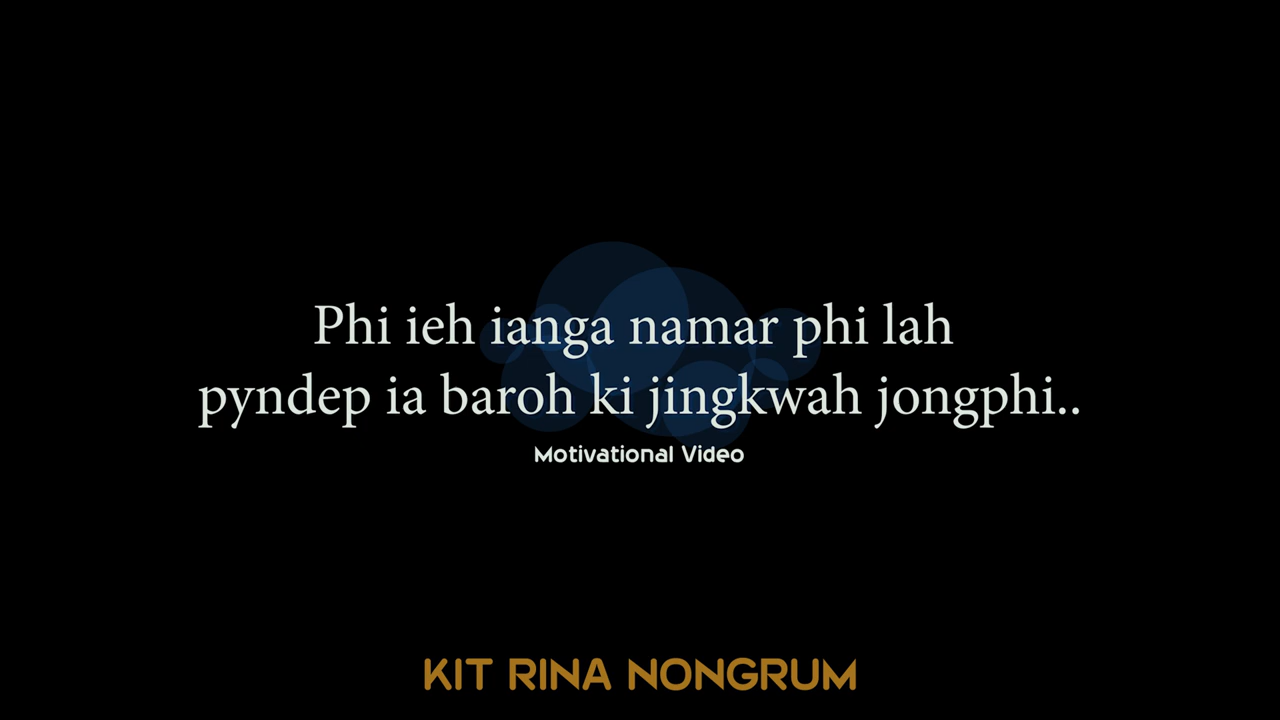 Phi ieh ianga namar phi lah
pyndep ia baroh ki jingkwah jongphi..
Motivational Video
KIT RINA NONGRUM